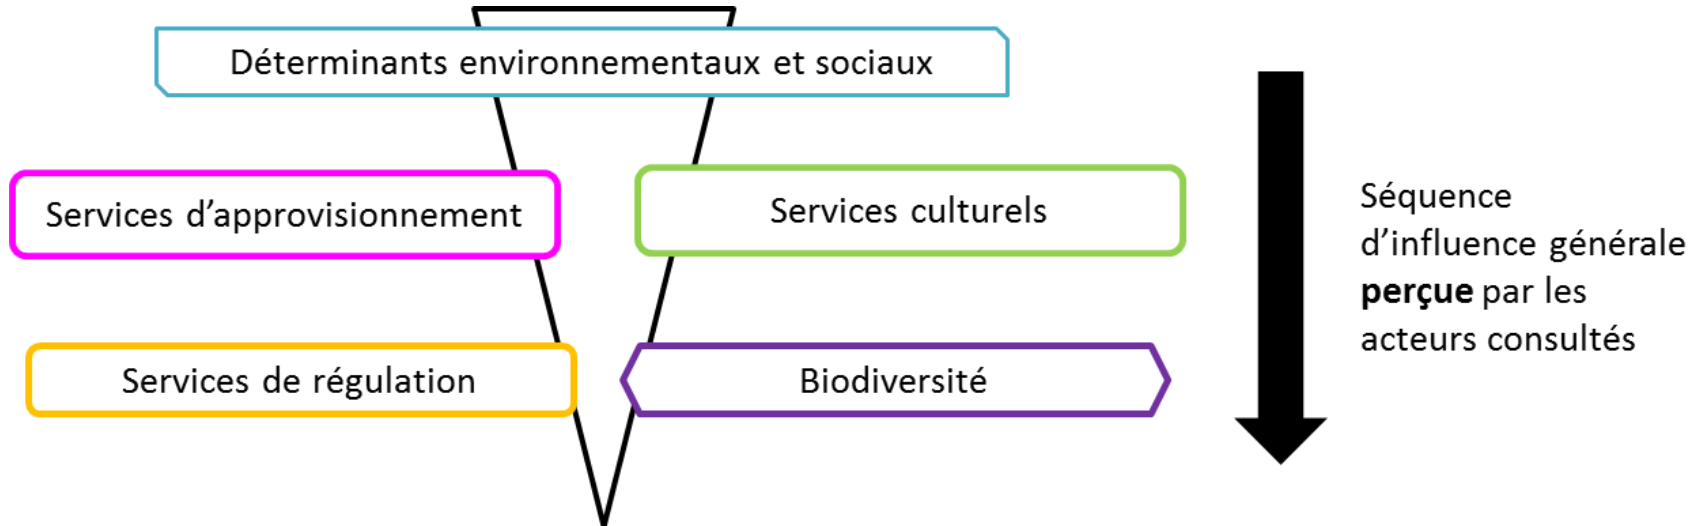 Déterminants environnementaux et sociaux
Services d’approvisionnement
Services culturels
Services de régulation
Biodiversité
Séquence
d’influence générale
perçue par les
acteurs consultés